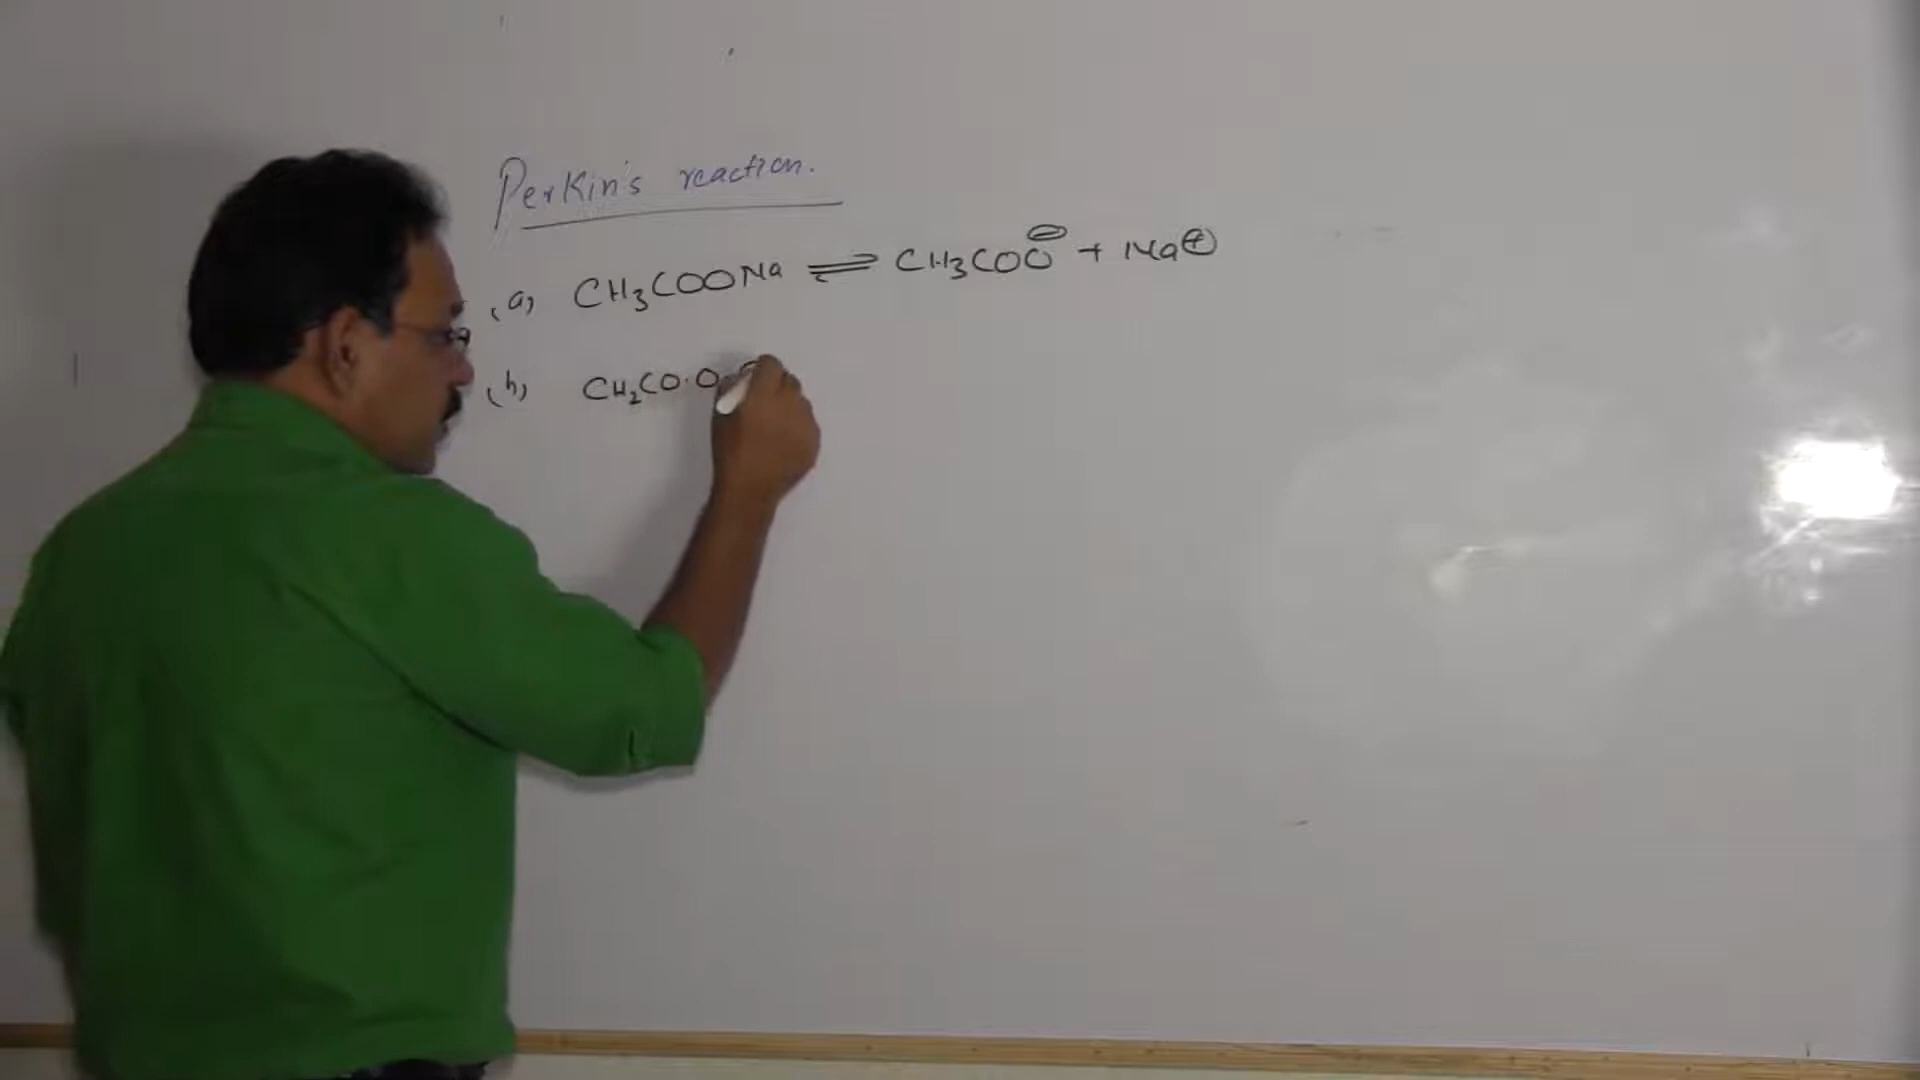 Perkin's reaction.
(a) CH₃COONa ⇌ CH₃COO⊖ + Na⊕
(b) CH₂CO·O